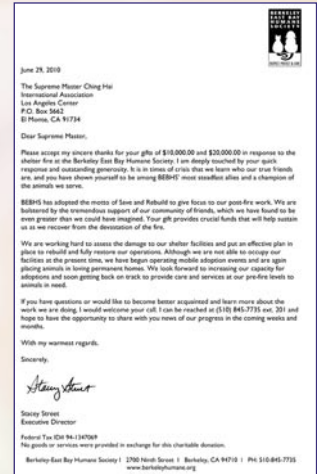 BERKELEY
EAST BAY
HUMANE
SOCIETY
June 29, 2010
The Supreme Master Ching Hai
International Association
Los Angeles Center
P.O. Box 5662
El Monte, CA 91734
Dear Supreme Master,
Please accept my sincere thanks for your gifts of $10,000.00 and $20,000.00 in response to the
shelter fire at the Berkeley East Bay Humane Society. I am deeply touched by your quick
response and outstanding generosity. It is in times of crisis that we learn who our true friends
are, and you have shown yourself to be among BEBHS' most steadfast allies and a champion of
the animals we serve.
BEBHS has adopted the motto of Save and Rebuild to give focus to our post-fire work. We are
bolstered by the tremendous support of our community of friends, which we have found to be
even greater than we could have imagined. Your gift provides crucial funds that will help sustain
us as we recover from the devastation of the fire.
We are working hard to assess the damage to our shelter facilities and put an effective plan in
place to rebuild and fully restore our operations. Although we are not able to occupy our
facilities at the present time, we have begun operating mobile adoption events and are again
placing animals in loving permanent homes. We look forward to increasing our capacity for
adoptions and soon getting back on track to provide care and services at our pre-fire levels to
animals in need.
If you have questions or would like to become better acquainted and learn more about the
work we are doing, I would welcome your call. I can be reached at (510) 845-7735 ext. 201 and
hope to have the opportunity to share with you news of our progress in the coming weeks and
months.
With my warmest regards,
Sincerely,
Stacey Street
Stacey Street
Executive Director
Federal Tax ID# 94-1347069
No goods or services were provided in exchange for this charitable donation.
Berkeley-East Bay Humane Society | 2700 Ninth Street | Berkeley, CA 94710 | PH: 510-845-7735
www.berkeleyhumane.org